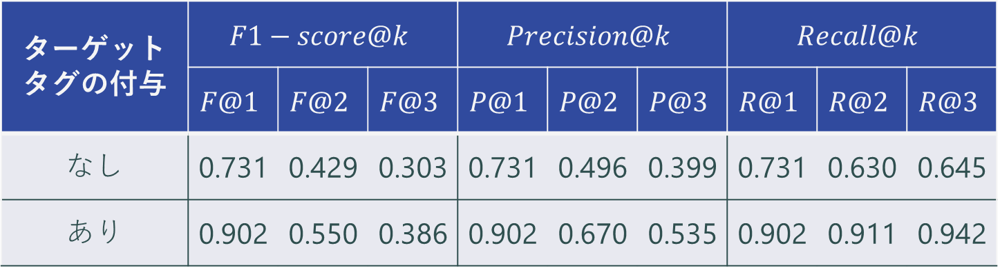 ターゲット
タグの付与
F1 − score@k Precision@k Recall@k
F@1 F@2 F@3 P@1 P@2 P@3 R@1 R@2 R@3
なし 0.731 0.429 0.303 0.731 0.496 0.399 0.731 0.630 0.645
あり 0.902 0.550 0.386 0.902 0.670 0.535 0.902 0.911 0.942